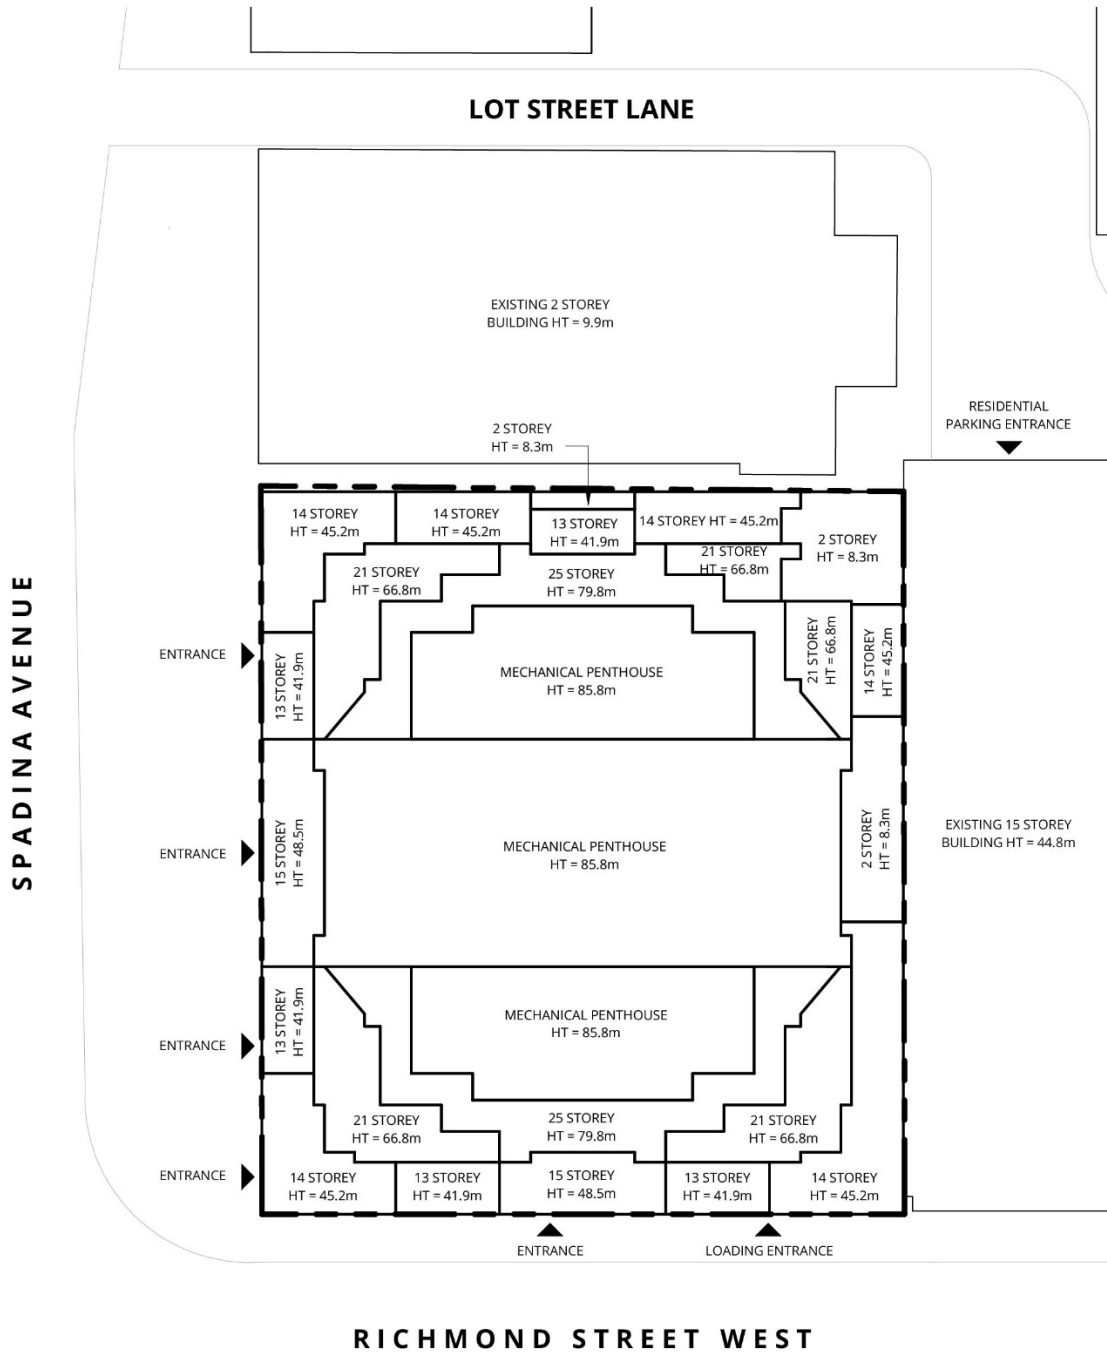 LOT STREET LANE
EXISTING 2 STOREY
BUILDING HT = 9.9m
RESIDENTIAL
PARKING ENTRANCE
2 STOREY
HT = 8.3m
14 STOREY
HT = 45.2m
14 STOREY
HT = 45.2m
13 STOREY
HT = 41.9m
14 STOREY HT = 45.2m
2 STOREY
HT = 8.3m
21 STOREY
HT = 66.8m
25 STOREY
HT = 79.8m
21 STOREY
HT = 66.8m
SPADINA AVENUE
ENTRANCE
13 STOREY
HT = 41.9m
MECHANICAL PENTHOUSE
HT = 85.8m
21 STOREY
HT = 66.8m
14 STOREY
HT = 45.2m
ENTRANCE
15 STOREY
HT = 48.5m
MECHANICAL PENTHOUSE
HT = 85.8m
2 STOREY
HT = 8.3m
EXISTING 15 STOREY
BUILDING HT = 44.8m
ENTRANCE
13 STOREY
HT = 41.9m
MECHANICAL PENTHOUSE
HT = 85.8m
21 STOREY
HT = 66.8m
25 STOREY
HT = 79.8m
21 STOREY
HT = 66.8m
ENTRANCE
14 STOREY
HT = 45.2m
13 STOREY
HT = 41.9m
15 STOREY
HT = 48.5m
13 STOREY
HT = 41.9m
14 STOREY
HT = 45.2m
ENTRANCE
LOADING ENTRANCE
RICHMOND STREET WEST